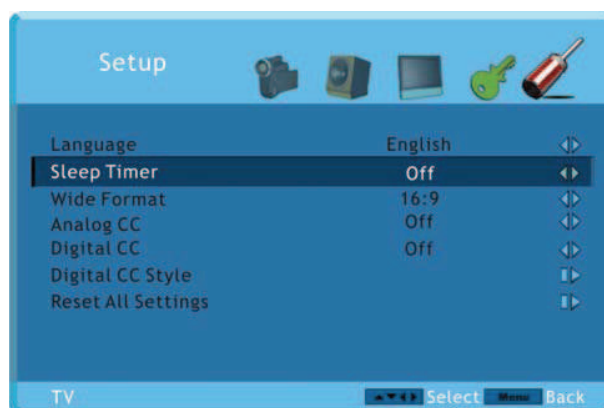 Setup
Language English
Sleep Timer Off
Wide Format 16:9
Analog CC Off
Digital CC Off
Digital CC Style
Reset All Settings
TV Select Menu Back